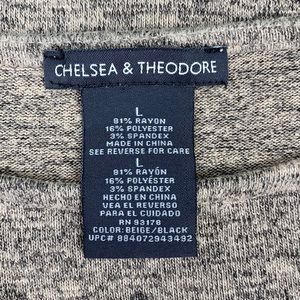 CHELSEA & THEODORE
L
81% RAYON
16% POLYESTER
3% SPANDEX
MADE IN CHINA
SEE REVERSE FOR CARE
L
81% RAYÓN
16% POLYÉSTER
3% SPANDEX
HECHO EN CHINA
VEA EL REVERSO
PARA EL CUIDADO
RN 93178
COLOR: BEIGE/BLACK
UPC# 884072943492